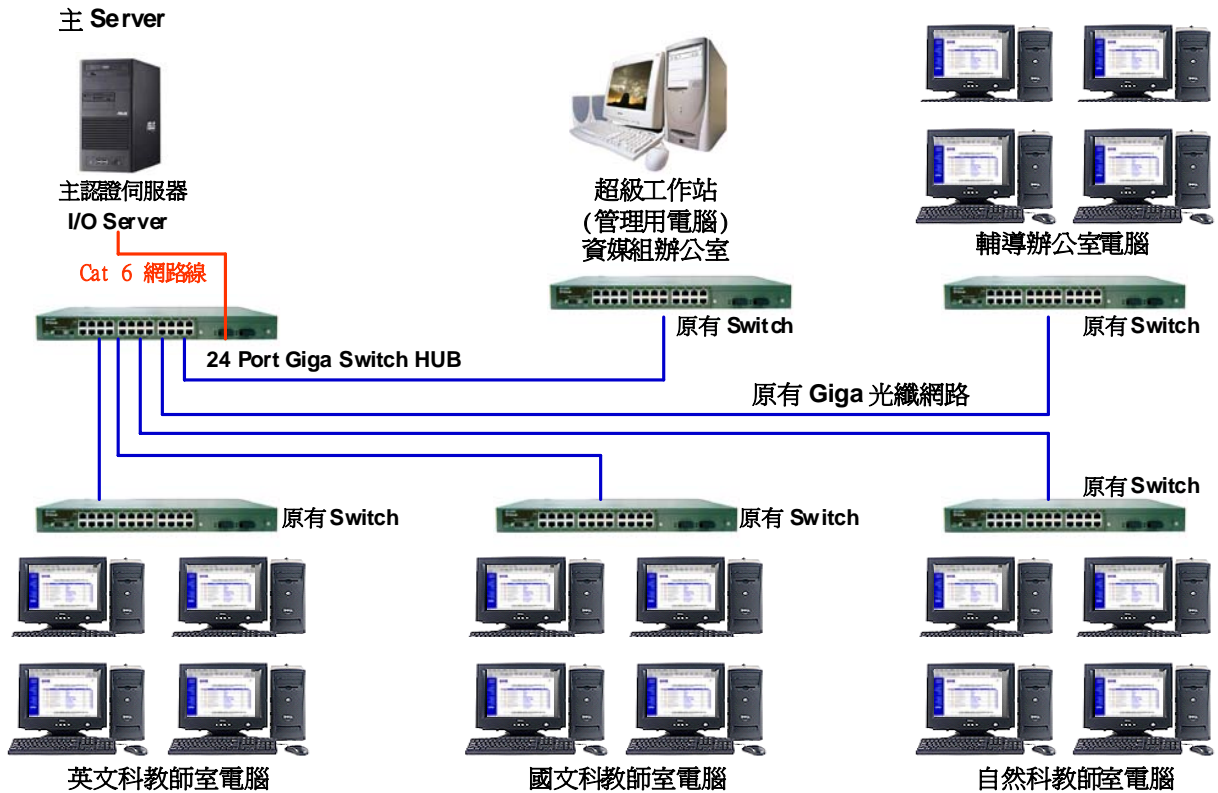 主 Server
主認證伺服器
I/O Server
Cat 6 網路線
24 Port Giga Switch HUB
超級工作站
(管理用電腦)
資媒組辦公室
原有 Switch
輔導辦公室電腦
原有 Switch
原有 Giga 光纖網路
原有 Switch
英文科教師室電腦
原有 Switch
國文科教師室電腦
原有 Switch
自然科教師室電腦